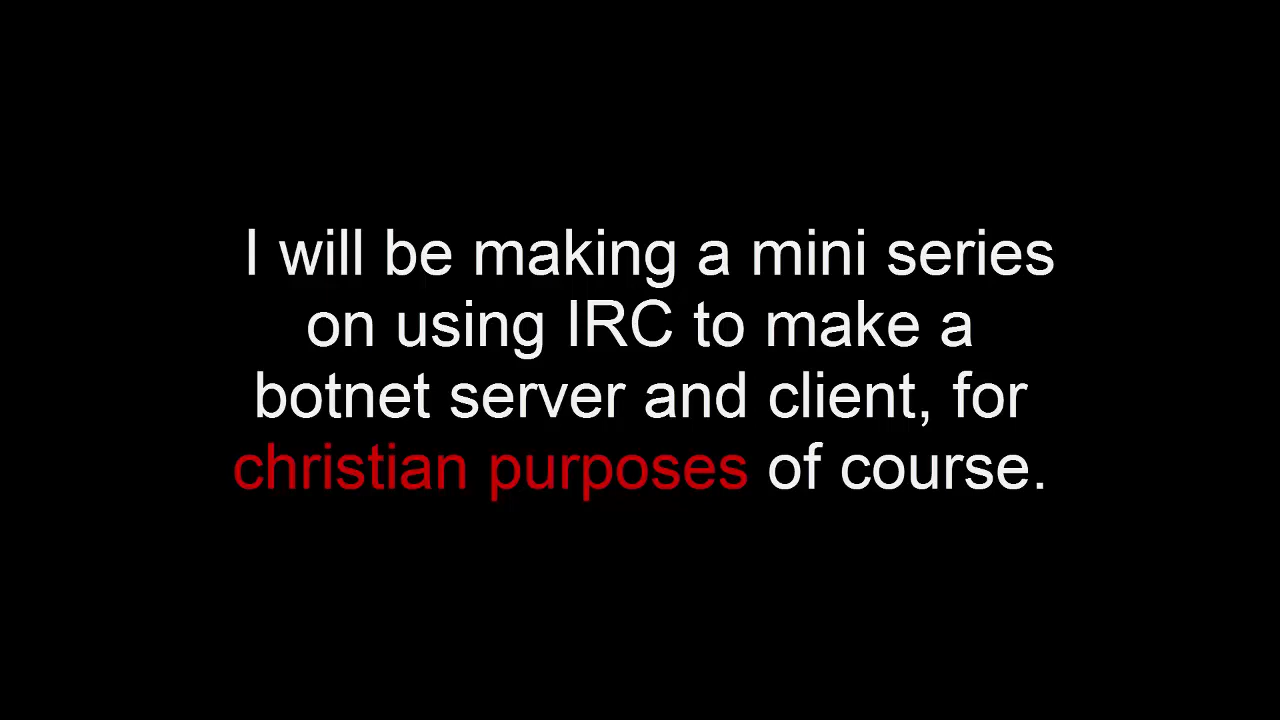 I will be making a mini series
on using IRC to make a
botnet server and client, for
christian purposes of course.